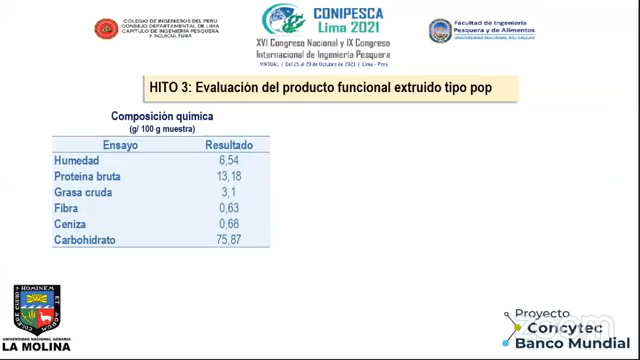 COLEGIO DE INGENIEROS DEL PERÚ
CONSEJO DEPARTAMENTAL DE LIMA
CAPÍTULO DE INGENIERÍA PESQUERA
Y ACUICULTURA
CONIPESCA
Lima 2021
XVI Congreso Nacional y IX Congreso
Internacional de Ingeniería Pesquera
VIRTUAL | Del 25 al 29 de Octubre de 2021 | Lima - Perú
Facultad de Ingeniería
Pesquera y de Alimentos
UNIVERSIDAD NACIONAL DEL CALLAO
HITO 3: Evaluación del producto funcional extruido tipo pop
Composición química
(g/ 100 g muestra)
Ensayo Resultado
Humedad 6,54
Proteina bruta 13,18
Grasa cruda 3,1
Fibra 0,63
Ceniza 0,68
Carbohidrato 75,87
UNIVERSIDAD NACIONAL AGRARIA
LA MOLINA
Proyecto
Concytec
Banco Mundial
zoom